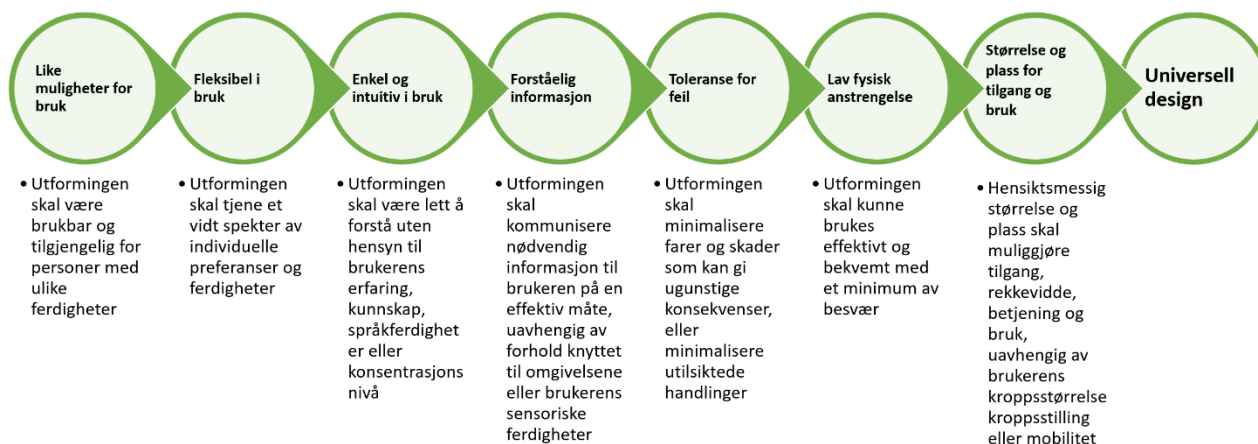 Like
muligheter for
bruk
Fleksibel i
bruk
Enkel og
intuitiv i bruk
Forståelig
informasjon
Toleranse for
feil
Lav fysisk
anstrengelse
Størrelse og
plass for
tilgang og
bruk
Universell
design
• Utformingen
skal være
brukbar og
tilgjengelig for
personer med
ulike
ferdigheter
• Utformingen
skal tjene et
vidt spekter av
individuelle
preferanser og
ferdigheter
• Utformingen
skal være lett å
forstå uten
hensyn til
brukerens
erfaring,
kunnskap,
språkferdighet
er eller
konsentrasjons
nivå
• Utformingen
skal
kommunisere
nødvendig
informasjon til
brukeren på en
effektiv måte,
uavhengig av
forhold knyttet
til omgivelsene
eller brukerens
sensoriske
ferdigheter
• Utformingen
skal
minimalisere
farer og skader
som kan gi
ugunstige
konsekvenser,
eller
minimalisere
utilsiktede
handlinger
• Utformingen
skal kunne
brukes
effektivt og
bekvemt med
et minimum av
besvær
• Hensiktsmessig
størrelse og
plass skal
muliggjøre
tilgang,
rekkevidde,
betjening og
bruk,
uavhengig av
brukerens
kroppsstørrelse
kroppsstilling
eller mobilitet